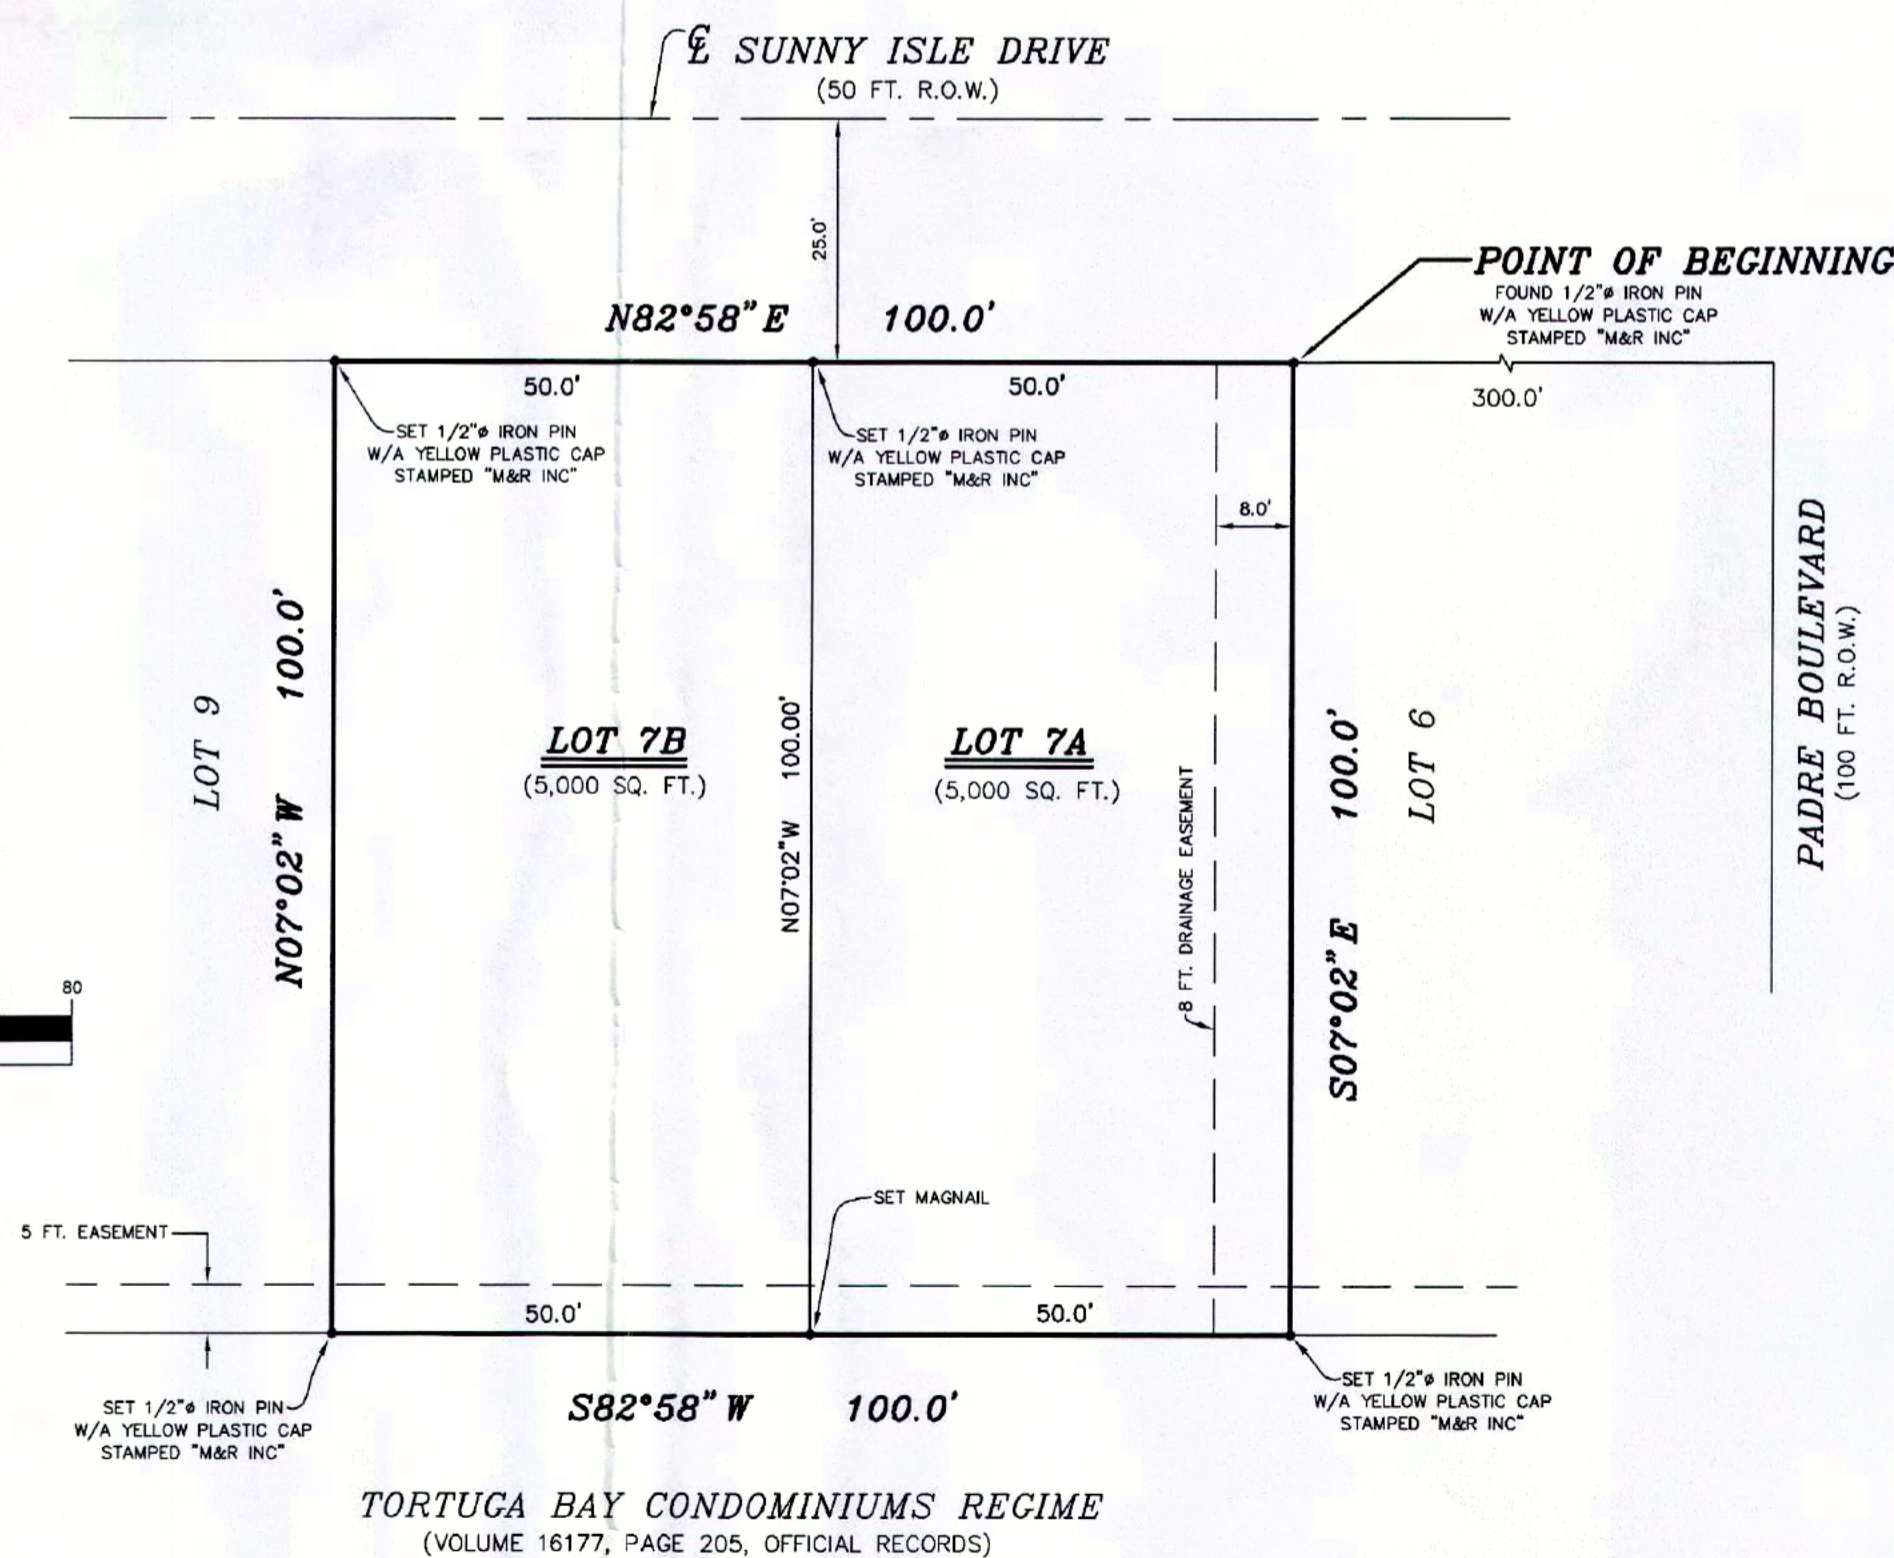 ℄ SUNNY ISLE DRIVE
(50 FT. R.O.W.)
25.0'
POINT OF BEGINNING
FOUND 1/2"ø IRON PIN
W/A YELLOW PLASTIC CAP
STAMPED "M&R INC"
N82°58"E 100.0'
50.0'
50.0'
300.0'
SET 1/2"ø IRON PIN
W/A YELLOW PLASTIC CAP
STAMPED "M&R INC"
SET 1/2"ø IRON PIN
W/A YELLOW PLASTIC CAP
STAMPED "M&R INC"
8.0'
PADRE BOULEVARD
(100 FT. R.O.W.)
LOT 9
N07°02"W 100.0'
LOT 7B
(5,000 SQ. FT.)
N07°02"W 100.00'
LOT 7A
(5,000 SQ. FT.)
8 FT. DRAINAGE EASEMENT
S07°02"E 100.0'
LOT 6
80
SET MAGNAIL
5 FT. EASEMENT
50.0'
50.0'
SET 1/2"ø IRON PIN
W/A YELLOW PLASTIC CAP
STAMPED "M&R INC"
S82°58"W 100.0'
SET 1/2"ø IRON PIN
W/A YELLOW PLASTIC CAP
STAMPED "M&R INC"
TORTUGA BAY CONDOMINIUMS REGIME
(VOLUME 16177, PAGE 205, OFFICIAL RECORDS)